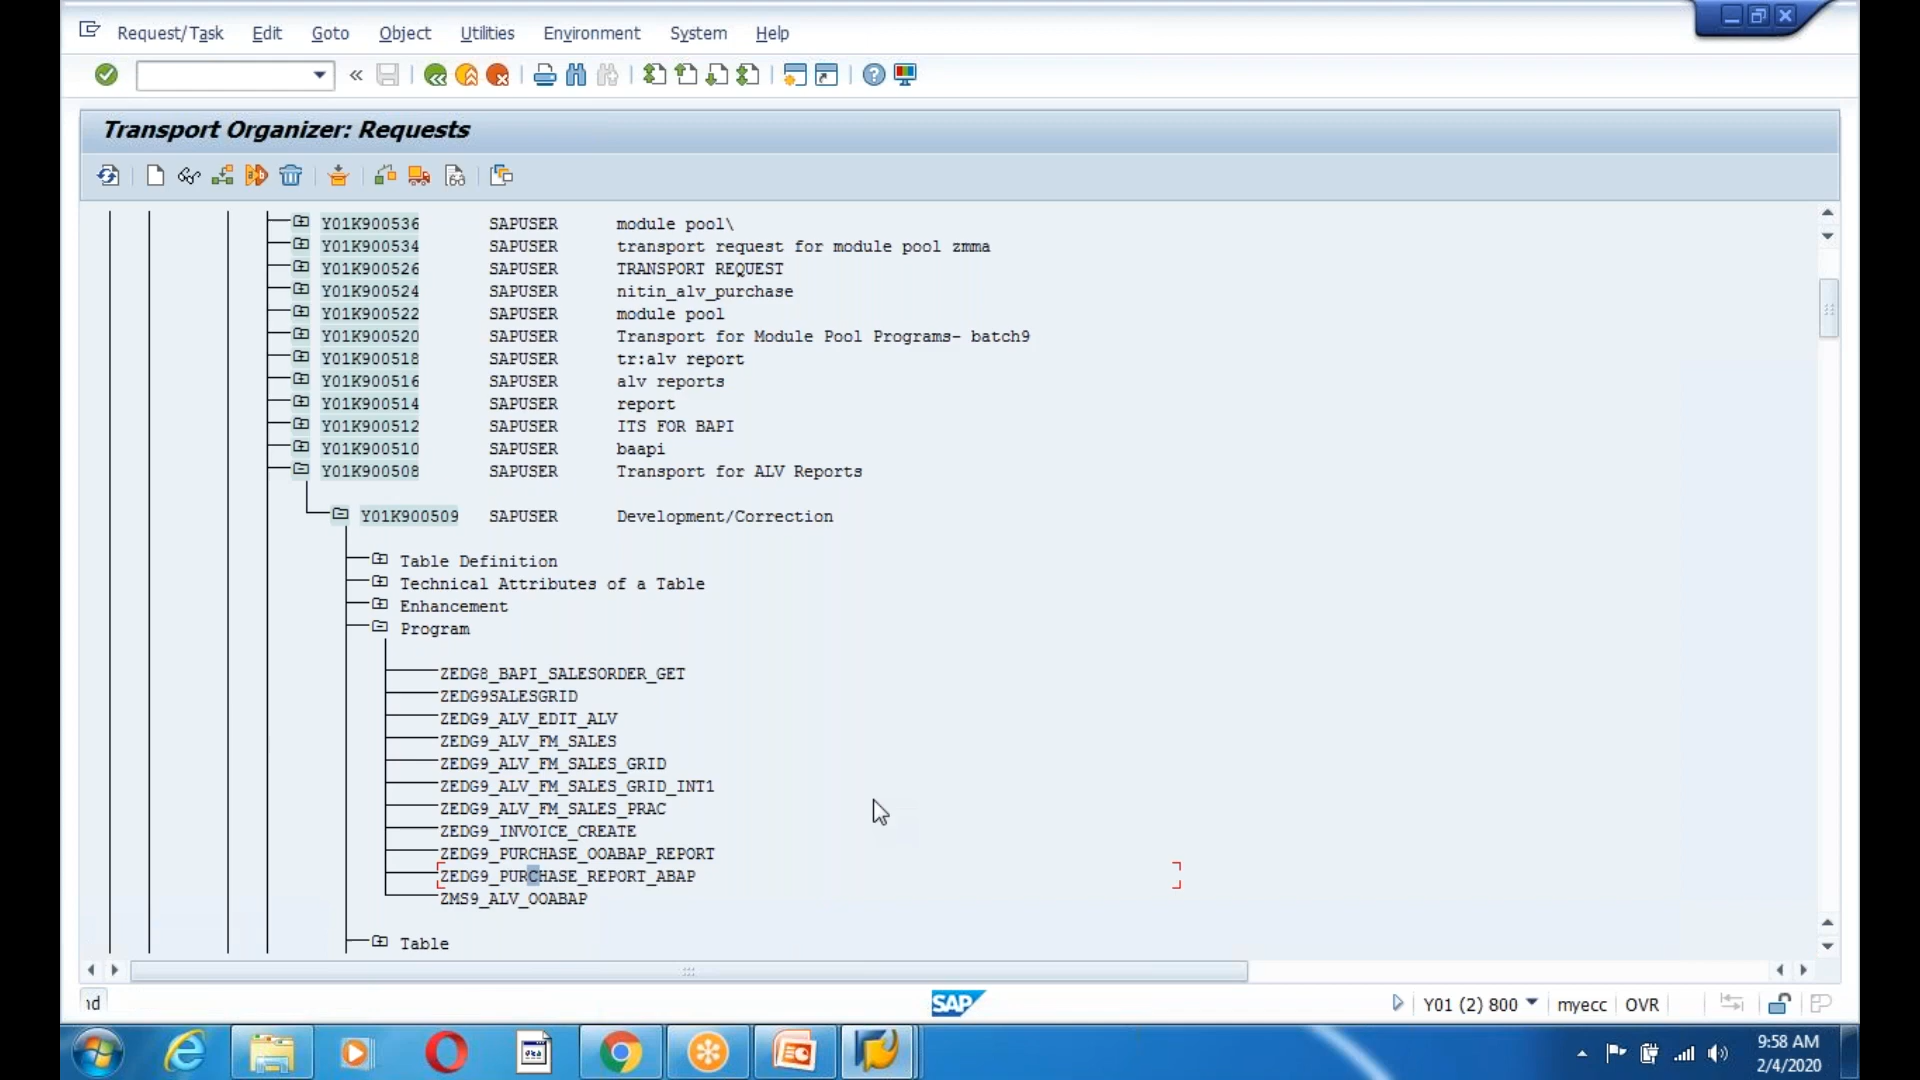 Request/Task Edit Goto Object Utilities Environment System Help
Transport Organizer: Requests
Y01K900536 SAPUSER module pool\
Y01K900534 SAPUSER transport request for module pool zmma
Y01K900526 SAPUSER TRANSPORT REQUEST
Y01K900524 SAPUSER nitin_alv_purchase
Y01K900522 SAPUSER module pool
Y01K900520 SAPUSER Transport for Module Pool Programs- batch9
Y01K900518 SAPUSER tr:alv report
Y01K900516 SAPUSER alv reports
Y01K900514 SAPUSER report
Y01K900512 SAPUSER ITS FOR BAPI
Y01K900510 SAPUSER baapi
Y01K900508 SAPUSER Transport for ALV Reports
Y01K900509 SAPUSER Development/Correction
Table Definition
Technical Attributes of a Table
Enhancement
Program
ZEDG8_BAPI_SALESORDER_GET
ZEDG9SALESGRID
ZEDG9_ALV_EDIT_ALV
ZEDG9_ALV_FM_SALES
ZEDG9_ALV_FM_SALES_GRID
ZEDG9_ALV_FM_SALES_GRID_INT1
ZEDG9_ALV_FM_SALES_PRAC
ZEDG9_INVOICE_CREATE
ZEDG9_PURCHASE_OOABAP_REPORT
ZEDG9_PURCHASE_REPORT_ABAP
ZMS9_ALV_OOABAP
Table
SAP Y01 (2) 800 myecc OVR
9:58 AM
2/4/2020